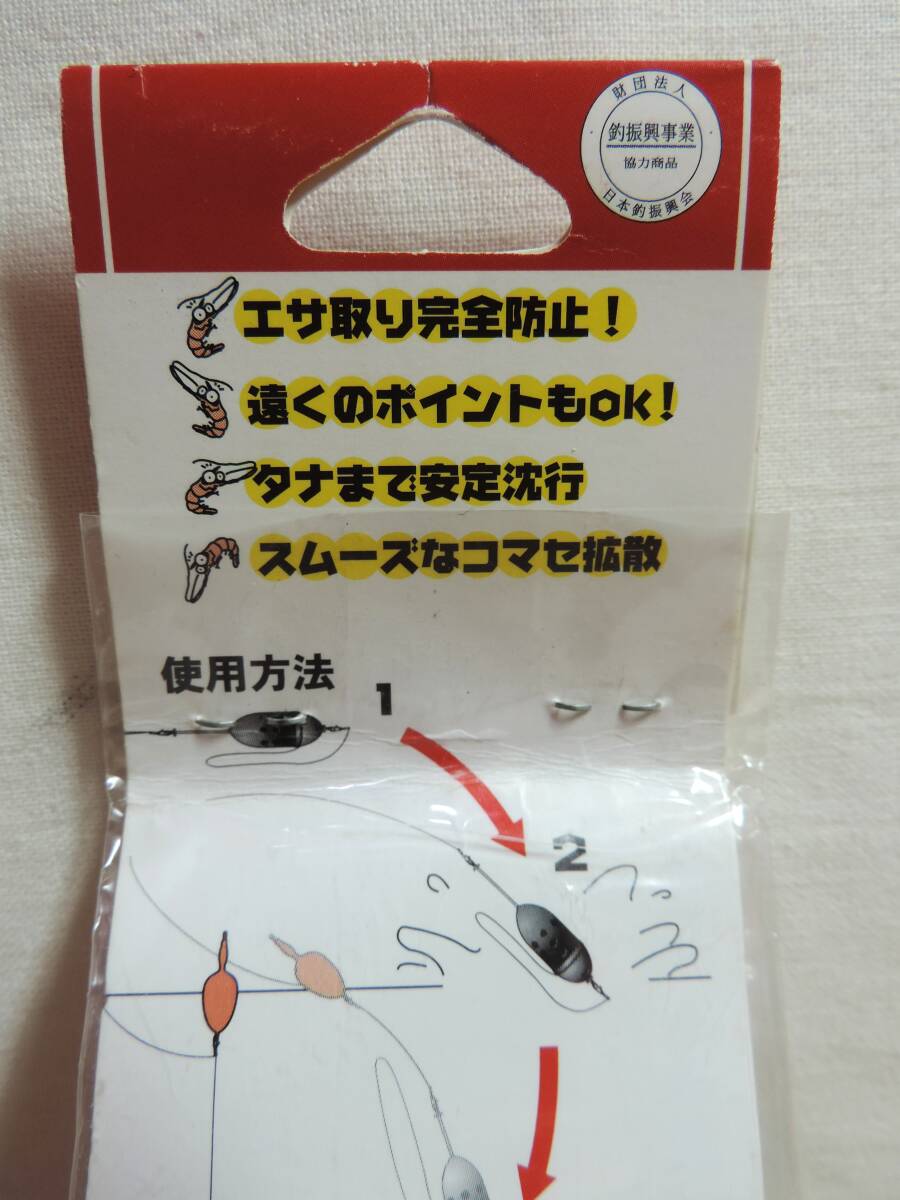 財団法人
釣振興事業
協力商品
日本釣振興会
エサ取り完全防止！
遠くのポイントもOK！
タナまで安定沈行
スムーズなコマセ拡散
使用方法
1
2